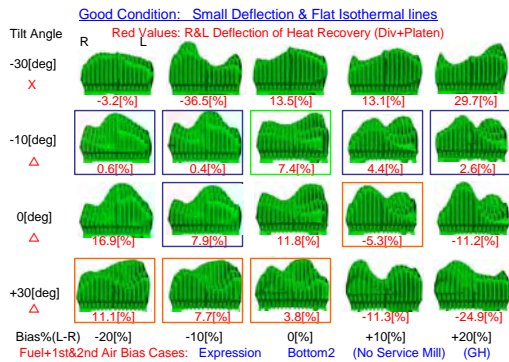 Good Condition: Small Deflection & Flat Isothermal lines
Tilt Angle
Red Values: R&L Deflection of Heat Recovery (Div+Platen)
R L
-30[deg]
X
-3.2[%] -36.5[%] 13.5[%] 13.1[%] 29.7[%]
-10[deg]
△
0.6[%] 0.4[%] 7.4[%] 4.4[%] 2.6[%]
0[deg]
△
16.9[%] 7.9[%] 11.8[%] -5.3[%] -11.2[%]
+30[deg]
△
11.1[%] 7.7[%] 3.8[%] -11.3[%] -24.9[%]
Bias%(L-R) -20[%] -10[%] 0[%] +10[%] +20[%]
Fuel+1st&2nd Air Bias Cases: Expression Bottom2 (No Service Mill) (GH)